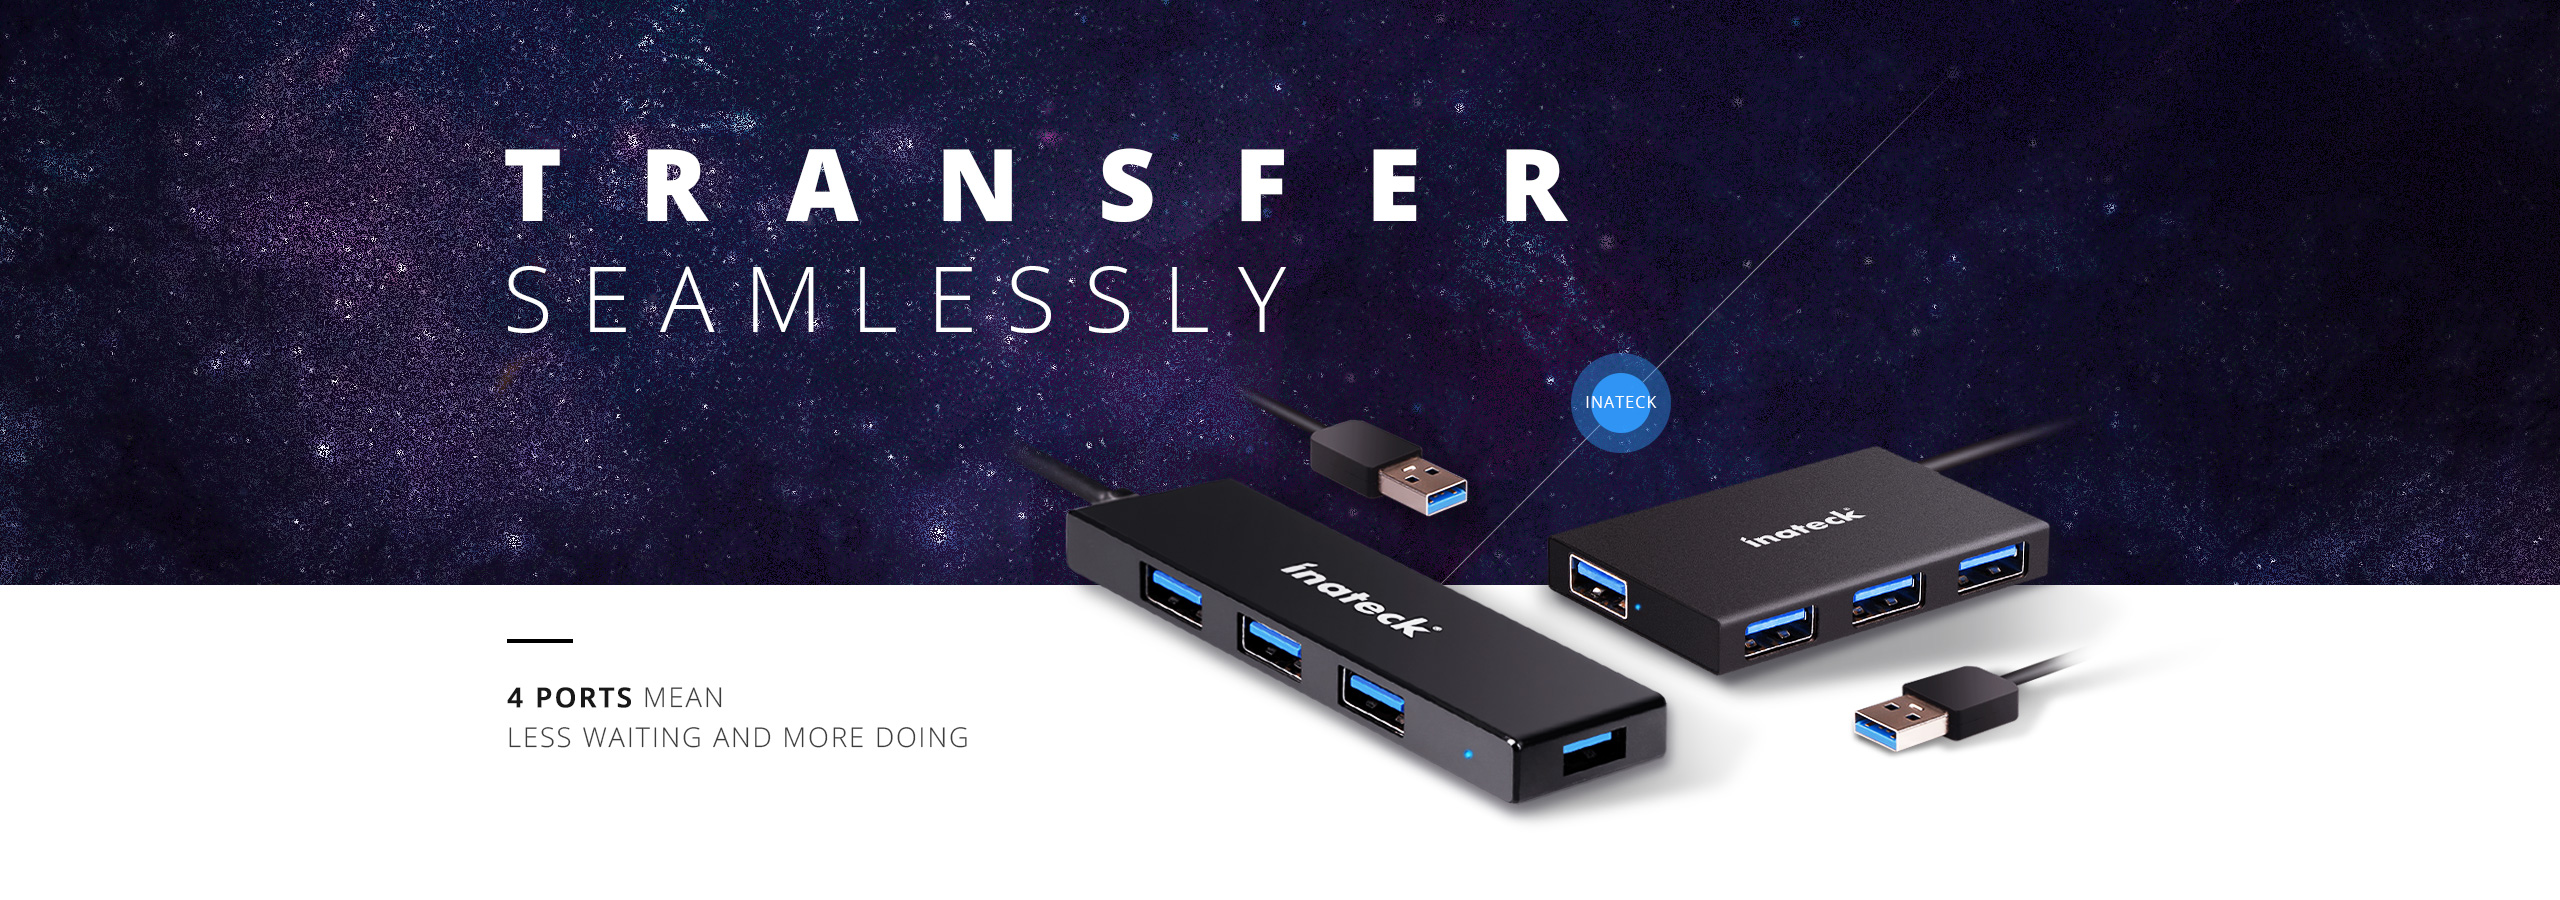 TRANSFER
SEAMLESSLY
INATECK
inateck
inateck
4 PORTS MEAN
LESS WAITING AND MORE DOING